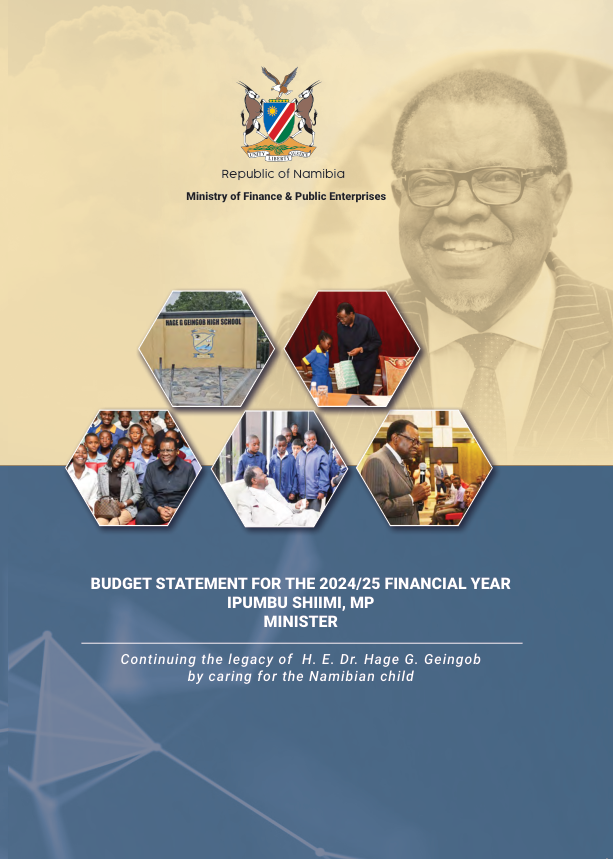 UNITY LIBERTY JUSTICE
Republic of Namibia
Ministry of Finance & Public Enterprises
HAGE G GEINGOB HIGH SCHOOL
BUDGET STATEMENT FOR THE 2024/25 FINANCIAL YEAR
IPUMBU SHIIMI, MP
MINISTER
Continuing the legacy of H. E. Dr. Hage G. Geingob
by caring for the Namibian child